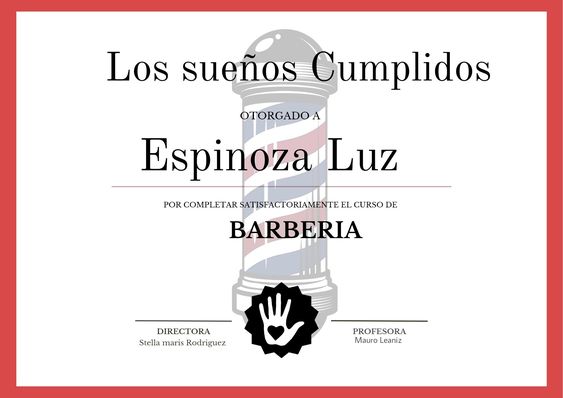 Los sueños Cumplidos
OTORGADO A
Espinoza Luz
POR COMPLETAR SATISFACTORIAMENTE EL CURSO DE
BARBERIA
DIRECTORA
Stella maris Rodriguez
PROFESORA
Mauro Leaniz